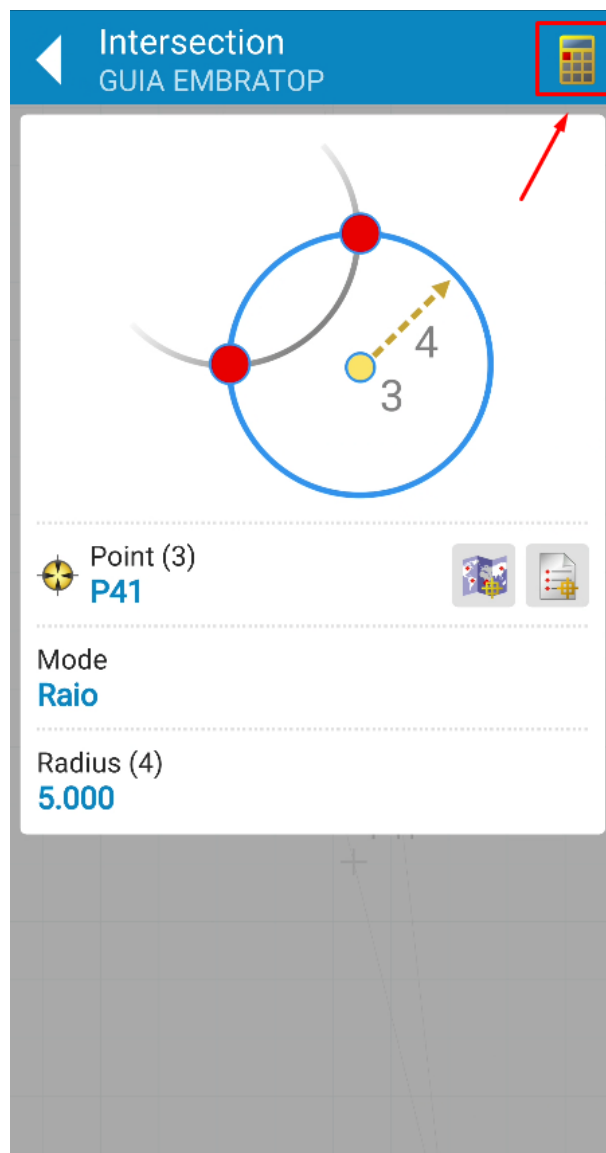 Intersection
GUIA EMBRATOP
4
3
Point (3)
P41
Mode
Raio
Radius (4)
5.000